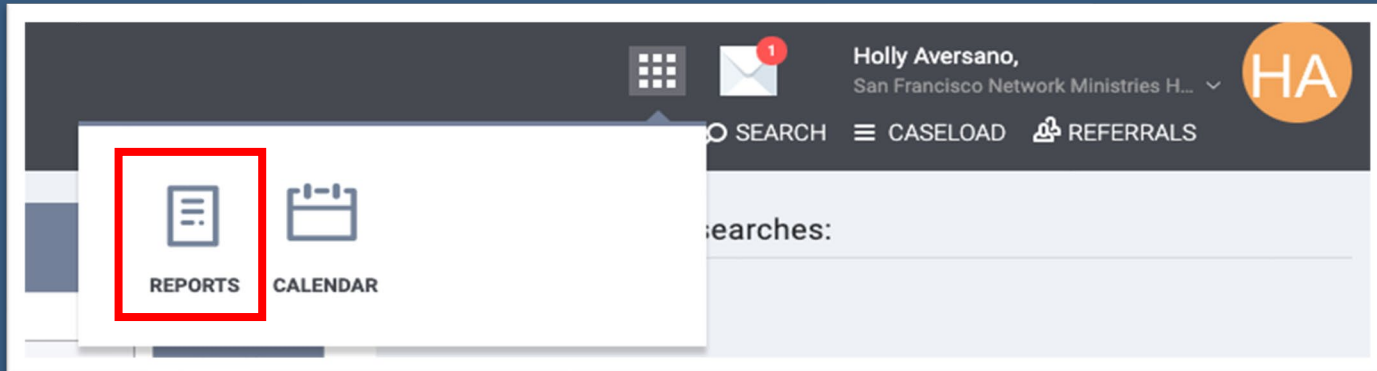 1
Holly Aversano,
San Francisco Network Ministries H...
HA
SEARCH
CASELOAD
REFERRALS
searches:
REPORTS
CALENDAR